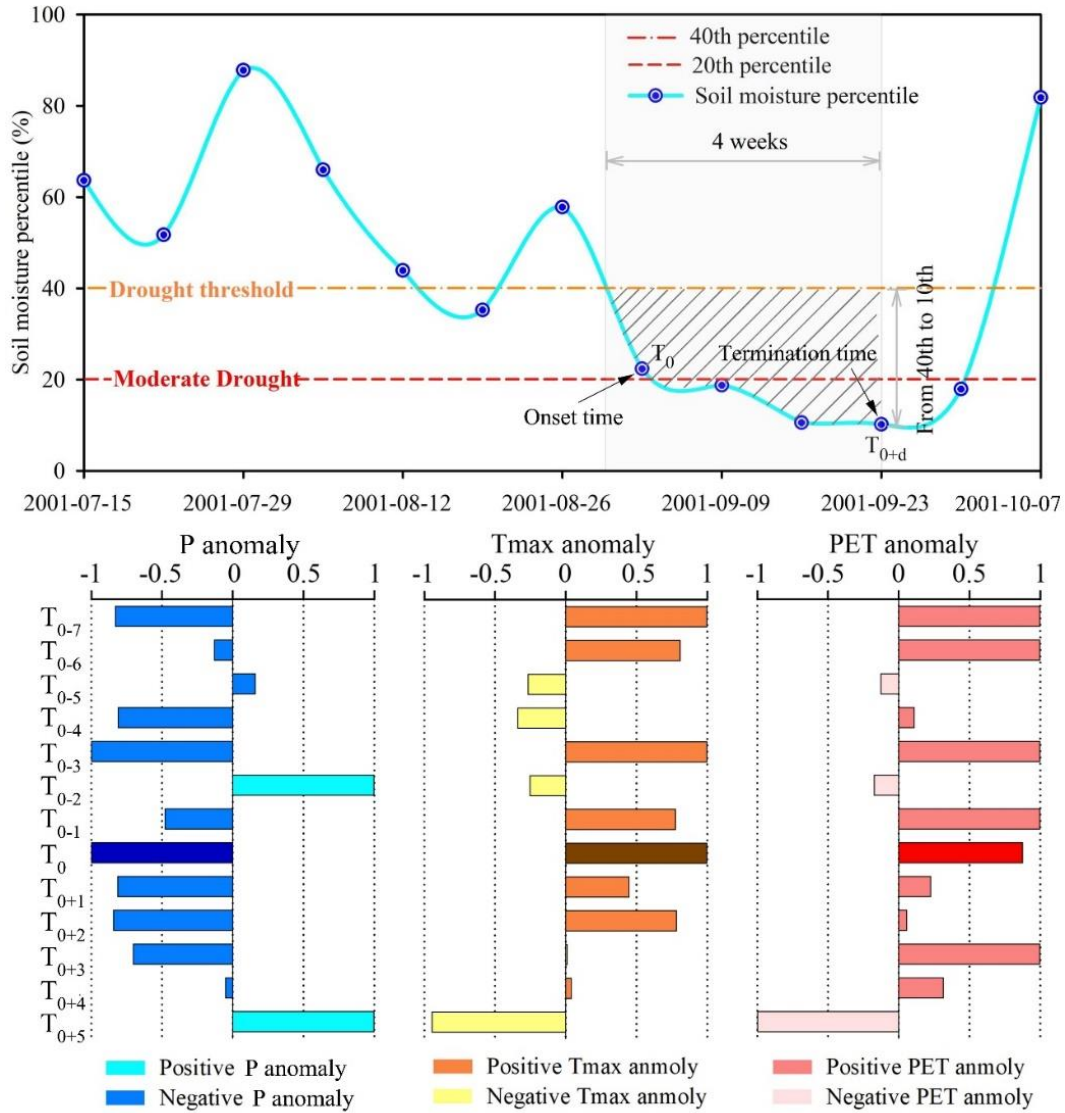 100
80
60
40
20
0
Soil moisture percentile (%)
40th percentile
20th percentile
Soil moisture percentile
4 weeks
Drought threshold
Moderate Drought
T0
Onset time
Termination time
T0+d
From 40th to 10th
2001-07-15 2001-07-29 2001-08-12 2001-08-26 2001-09-09 2001-09-23 2001-10-07
P anomaly Tmax anomaly PET anomaly
-1 -0.5 0 0.5 1 -1 -0.5 0 0.5 1 -1 -0.5 0 0.5 1
T0-7
T0-6
T0-5
T0-4
T0-3
T0-2
T0-1
T0
T0+1
T0+2
T0+3
T0+4
T0+5
Positive P anomaly Positive Tmax anmoly Positive PET anmoly
Negative P anomaly Negative Tmax anmoly Negative PET anmoly